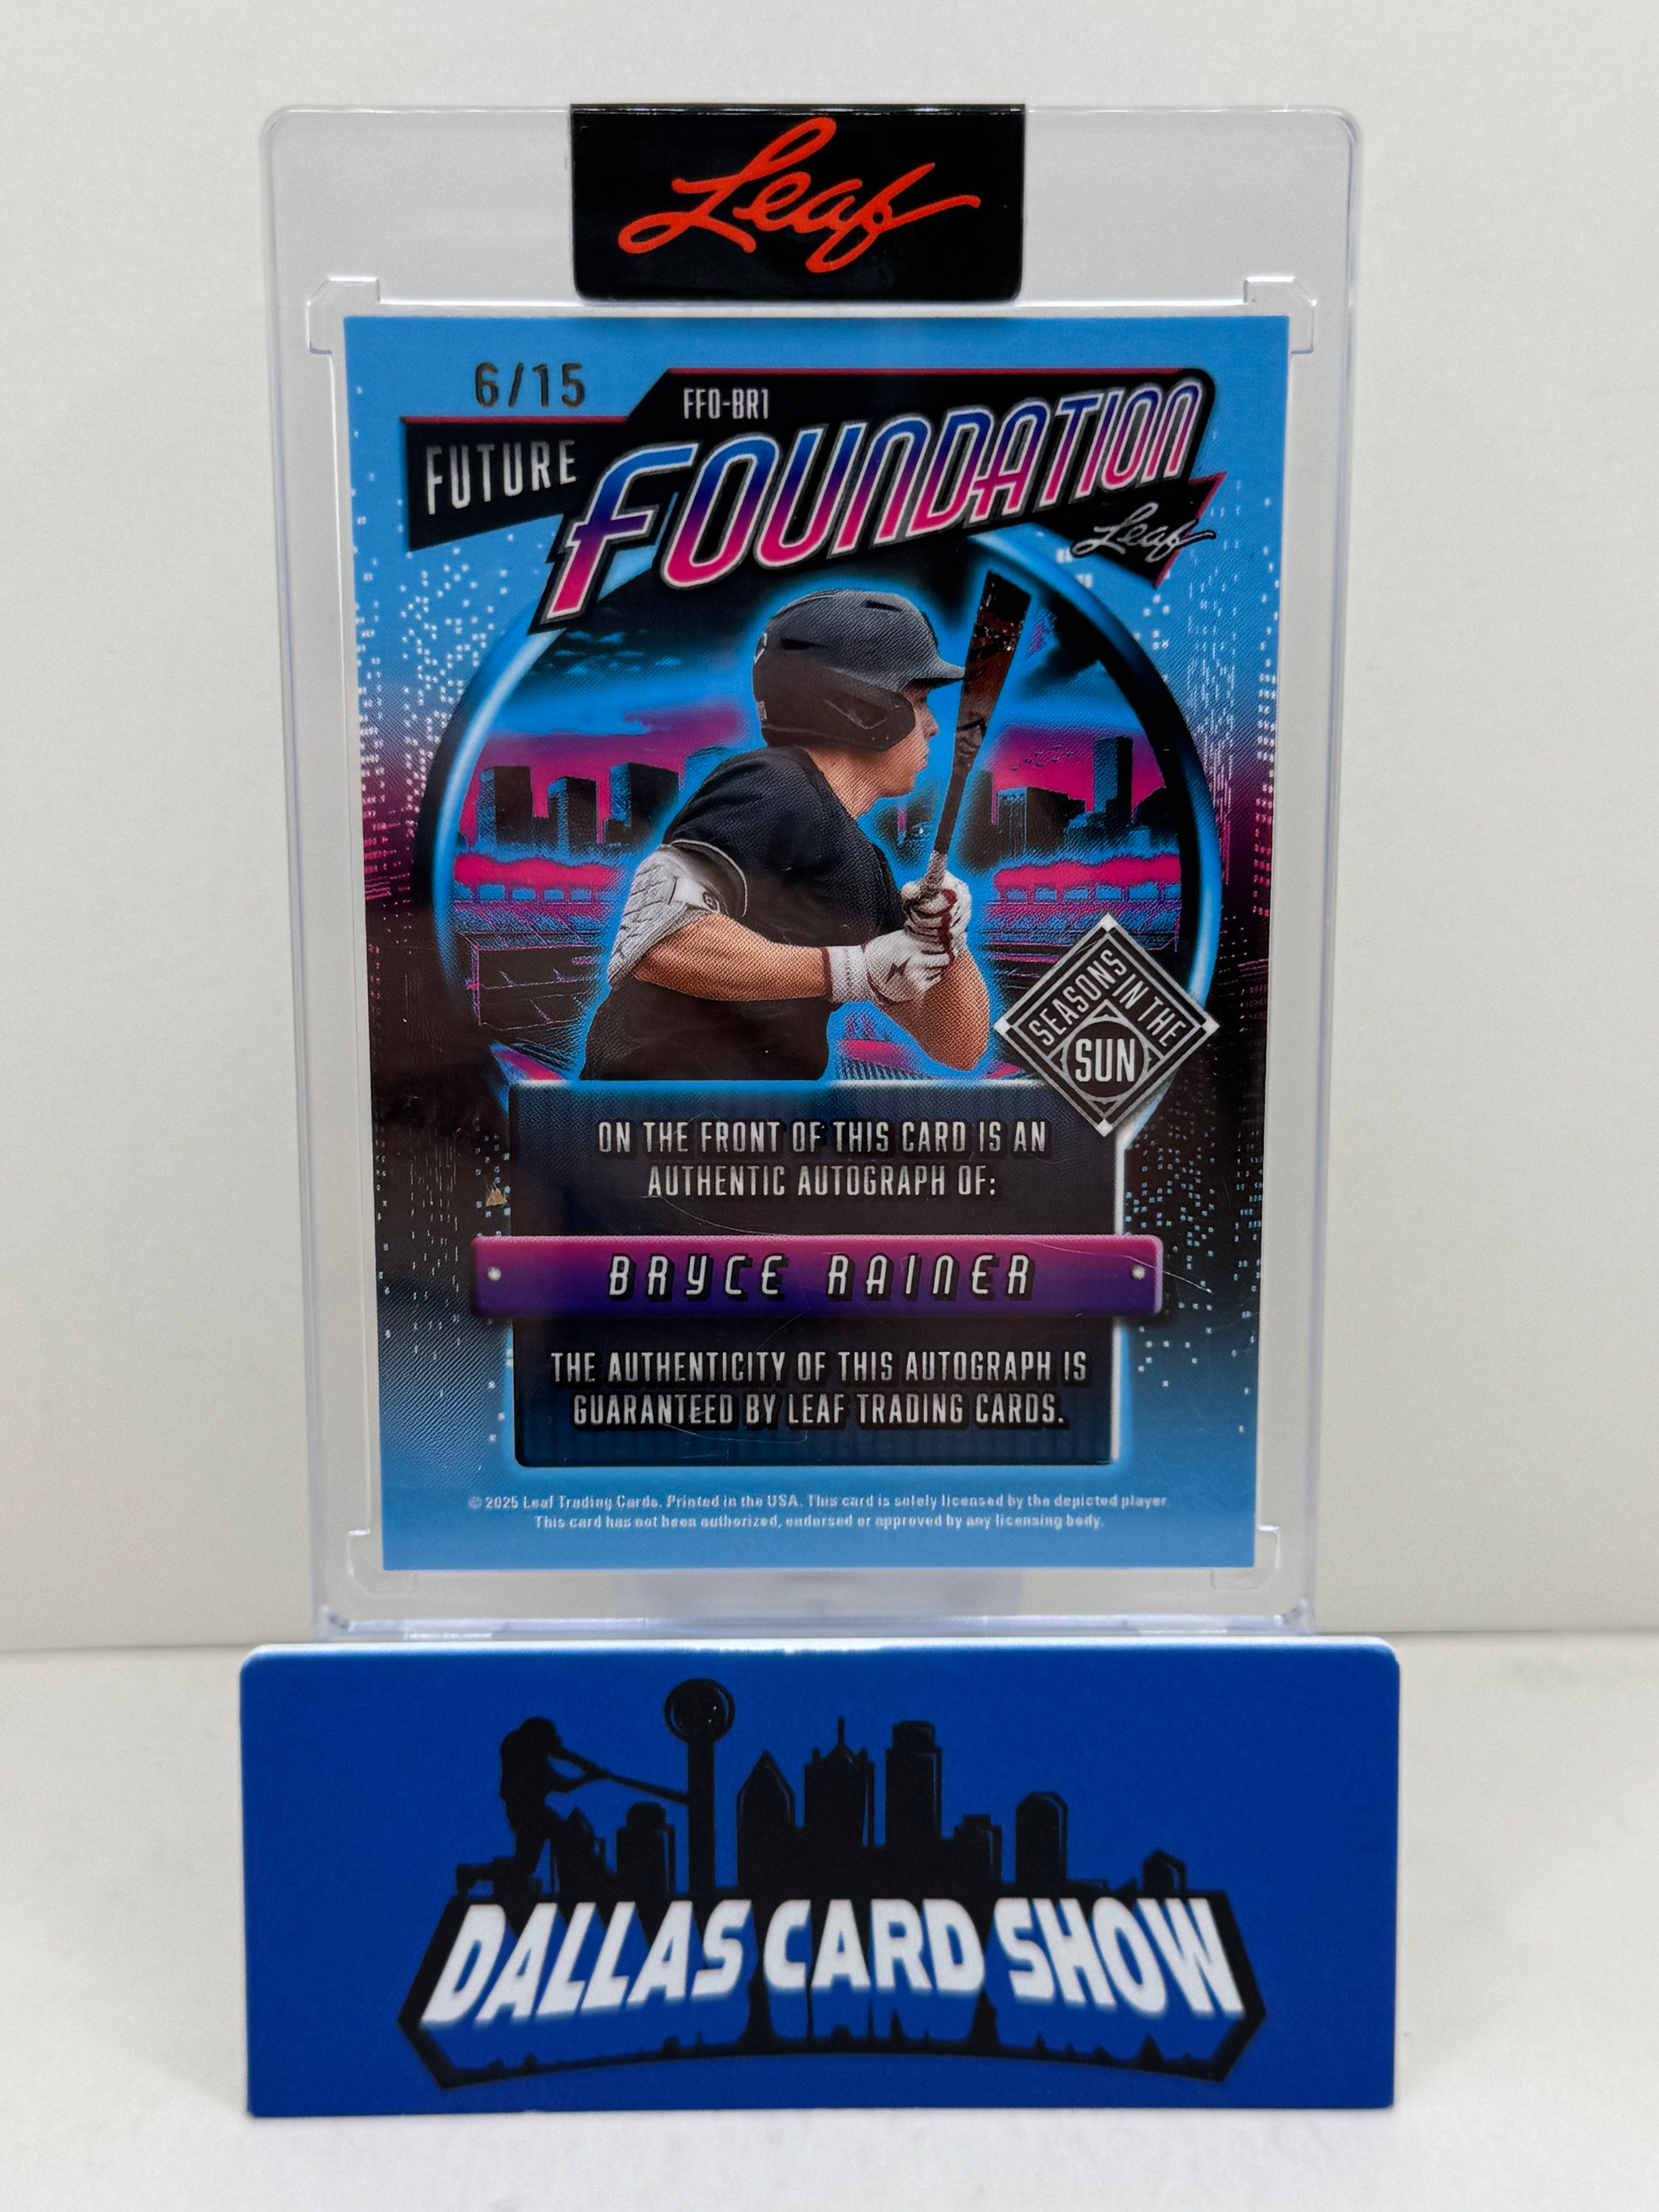 Leaf
6/15
FFO-BR1
FUTURE
FOUNDATION
Leaf
SEASONS IN THE
SUN
ON THE FRONT OF THIS CARD IS AN
AUTHENTIC AUTOGRAPH OF:
BRYCE RAINER
THE AUTHENTICITY OF THIS AUTOGRAPH IS
GUARANTEED BY LEAF TRADING CARDS.
© 2025 Leaf Trading Cards. Printed in the USA. This card is solely licensed by the depicted player.
This card has not been authorized, endorsed or approved by any licensing body.
DALLAS CARD SHOW